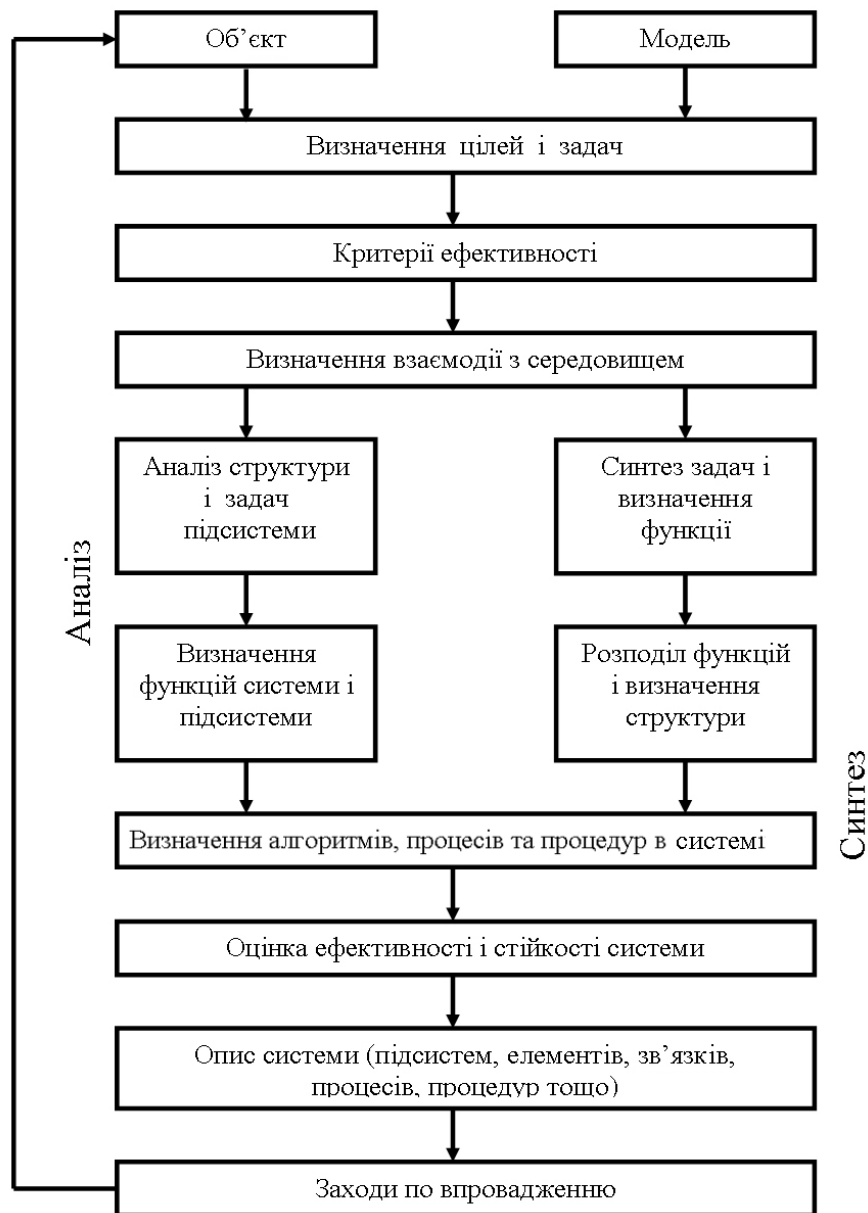 Об’єкт
Модель
Визначення цілей і задач
Критерії ефективності
Визначення взаємодії з середовищем
Аналіз структури
і задач
підсистеми
Синтез задач і
визначення
функції
Аналіз
Визначення
функцій системи і
підсистеми
Розподіл функцій
і визначення
структури
Синтез
Визначення алгоритмів, процесів та процедур в системі
Оцінка ефективності і стійкості системи
Опис системи (підсистем, елементів, зв’язків,
процесів, процедур тощо)
Заходи по впровадженню